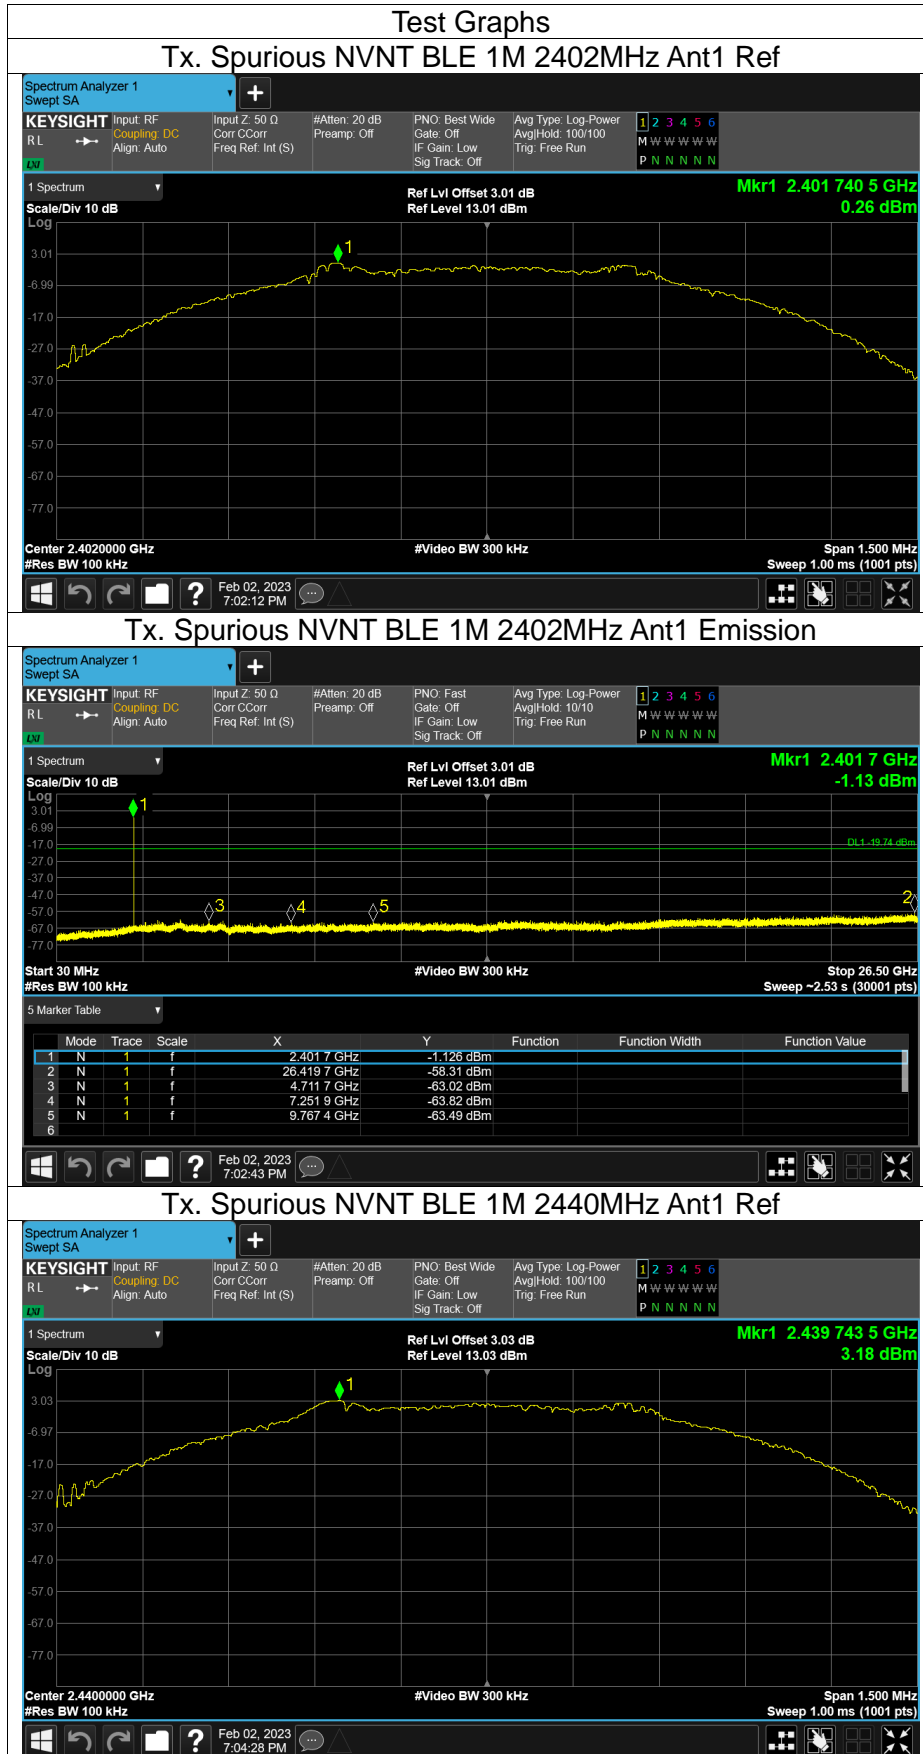 Test Graphs
Tx. Spurious NVNT BLE 1M 2402MHz Ant1 Ref
Spectrum Analyzer 1
Swept SA
KEYSIGHT Input: RF Input Z: 50 Ω #Atten: 20 dB PNO: Best Wide Avg Type: Log-Power 1 2 3 4 5 6
R L Coupling: DC Corr CCorr Preamp: Off Gate: Off Avg|Hold: 100/100 M W W W W W
Align: Auto Freq Ref: Int (S) IF Gain: Low Trig: Free Run
LXI Sig Track: Off P N N N N N
1 Spectrum Ref Lvl Offset 3.01 dB Mkr1 2.401 740 5 GHz
Scale/Div 10 dB Ref Level 13.01 dBm 0.26 dBm
Log
1
3.01
-6.99
-17.0
-27.0
-37.0
-47.0
-57.0
-67.0
-77.0
Center 2.4020000 GHz #Video BW 300 kHz Span 1.500 MHz
#Res BW 100 kHz Sweep 1.00 ms (1001 pts)
? Feb 02, 2023
7:02:12 PM
Tx. Spurious NVNT BLE 1M 2402MHz Ant1 Emission
Spectrum Analyzer 1
Swept SA
KEYSIGHT Input: RF Input Z: 50 Ω #Atten: 20 dB PNO: Fast Avg Type: Log-Power 1 2 3 4 5 6
R L Coupling: DC Corr CCorr Preamp: Off Gate: Off Avg|Hold: 10/10 M W W W W W
Align: Auto Freq Ref: Int (S) IF Gain: Low Trig: Free Run
LXI Sig Track: Off P N N N N N
1 Spectrum Ref Lvl Offset 3.01 dB Mkr1 2.401 7 GHz
Scale/Div 10 dB Ref Level 13.01 dBm -1.13 dBm
Log
1
3.01
-6.99
-17.0 DL1 -19.74 dBm
-27.0
-37.0
-47.0
-57.0 3 4 5 2
-67.0
-77.0
Start 30 MHz #Video BW 300 kHz Stop 26.50 GHz
#Res BW 100 kHz Sweep ~2.53 s (30001 pts)
5 Marker Table
Mode Trace Scale X Y Function Function Width Function Value
1 N 1 f 2.401 7 GHz -1.126 dBm
2 N 1 f 26.419 7 GHz -58.31 dBm
3 N 1 f 4.711 7 GHz -63.02 dBm
4 N 1 f 7.251 9 GHz -63.82 dBm
5 N 1 f 9.767 4 GHz -63.49 dBm
6
? Feb 02, 2023
7:02:43 PM
Tx. Spurious NVNT BLE 1M 2440MHz Ant1 Ref
Spectrum Analyzer 1
Swept SA
KEYSIGHT Input: RF Input Z: 50 Ω #Atten: 20 dB PNO: Best Wide Avg Type: Log-Power 1 2 3 4 5 6
R L Coupling: DC Corr CCorr Preamp: Off Gate: Off Avg|Hold: 100/100 M W W W W W
Align: Auto Freq Ref: Int (S) IF Gain: Low Trig: Free Run
LXI Sig Track: Off P N N N N N
1 Spectrum Ref Lvl Offset 3.03 dB Mkr1 2.439 743 5 GHz
Scale/Div 10 dB Ref Level 13.03 dBm 3.18 dBm
Log
1
3.03
-6.97
-17.0
-27.0
-37.0
-47.0
-57.0
-67.0
-77.0
Center 2.4400000 GHz #Video BW 300 kHz Span 1.500 MHz
#Res BW 100 kHz Sweep 1.00 ms (1001 pts)
? Feb 02, 2023
7:04:28 PM